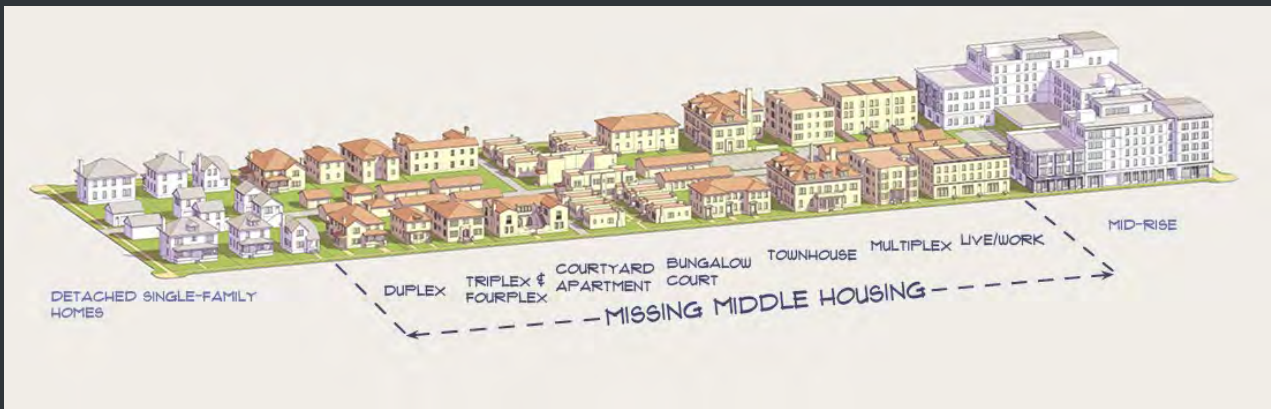 DETACHED SINGLE-FAMILY
HOMES
DUPLEX
TRIPLEX &
FOURPLEX
COURTYARD
APARTMENT
BUNGALOW
COURT
TOWNHOUSE
MULTIPLEX
LIVE/WORK
MID-RISE
MISSING MIDDLE HOUSING